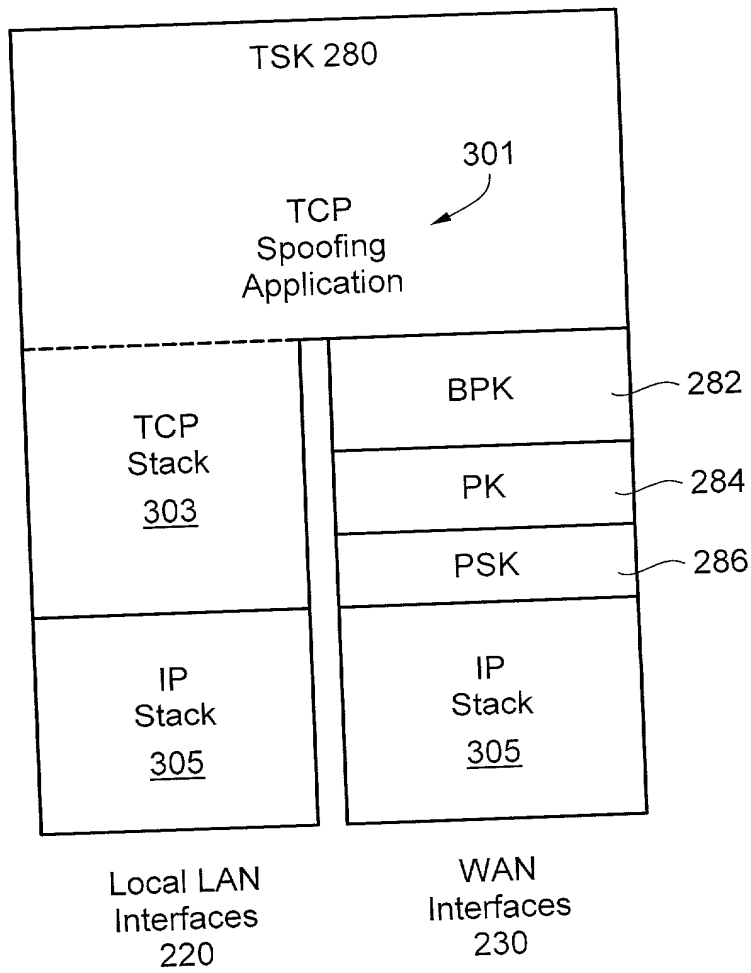 TSK 280
301
TCP
Spoofing
Application
TCP
Stack
303
IP
Stack
305
BPK
282
PK
284
PSK
286
IP
Stack
305
Local LAN
Interfaces
220
WAN
Interfaces
230